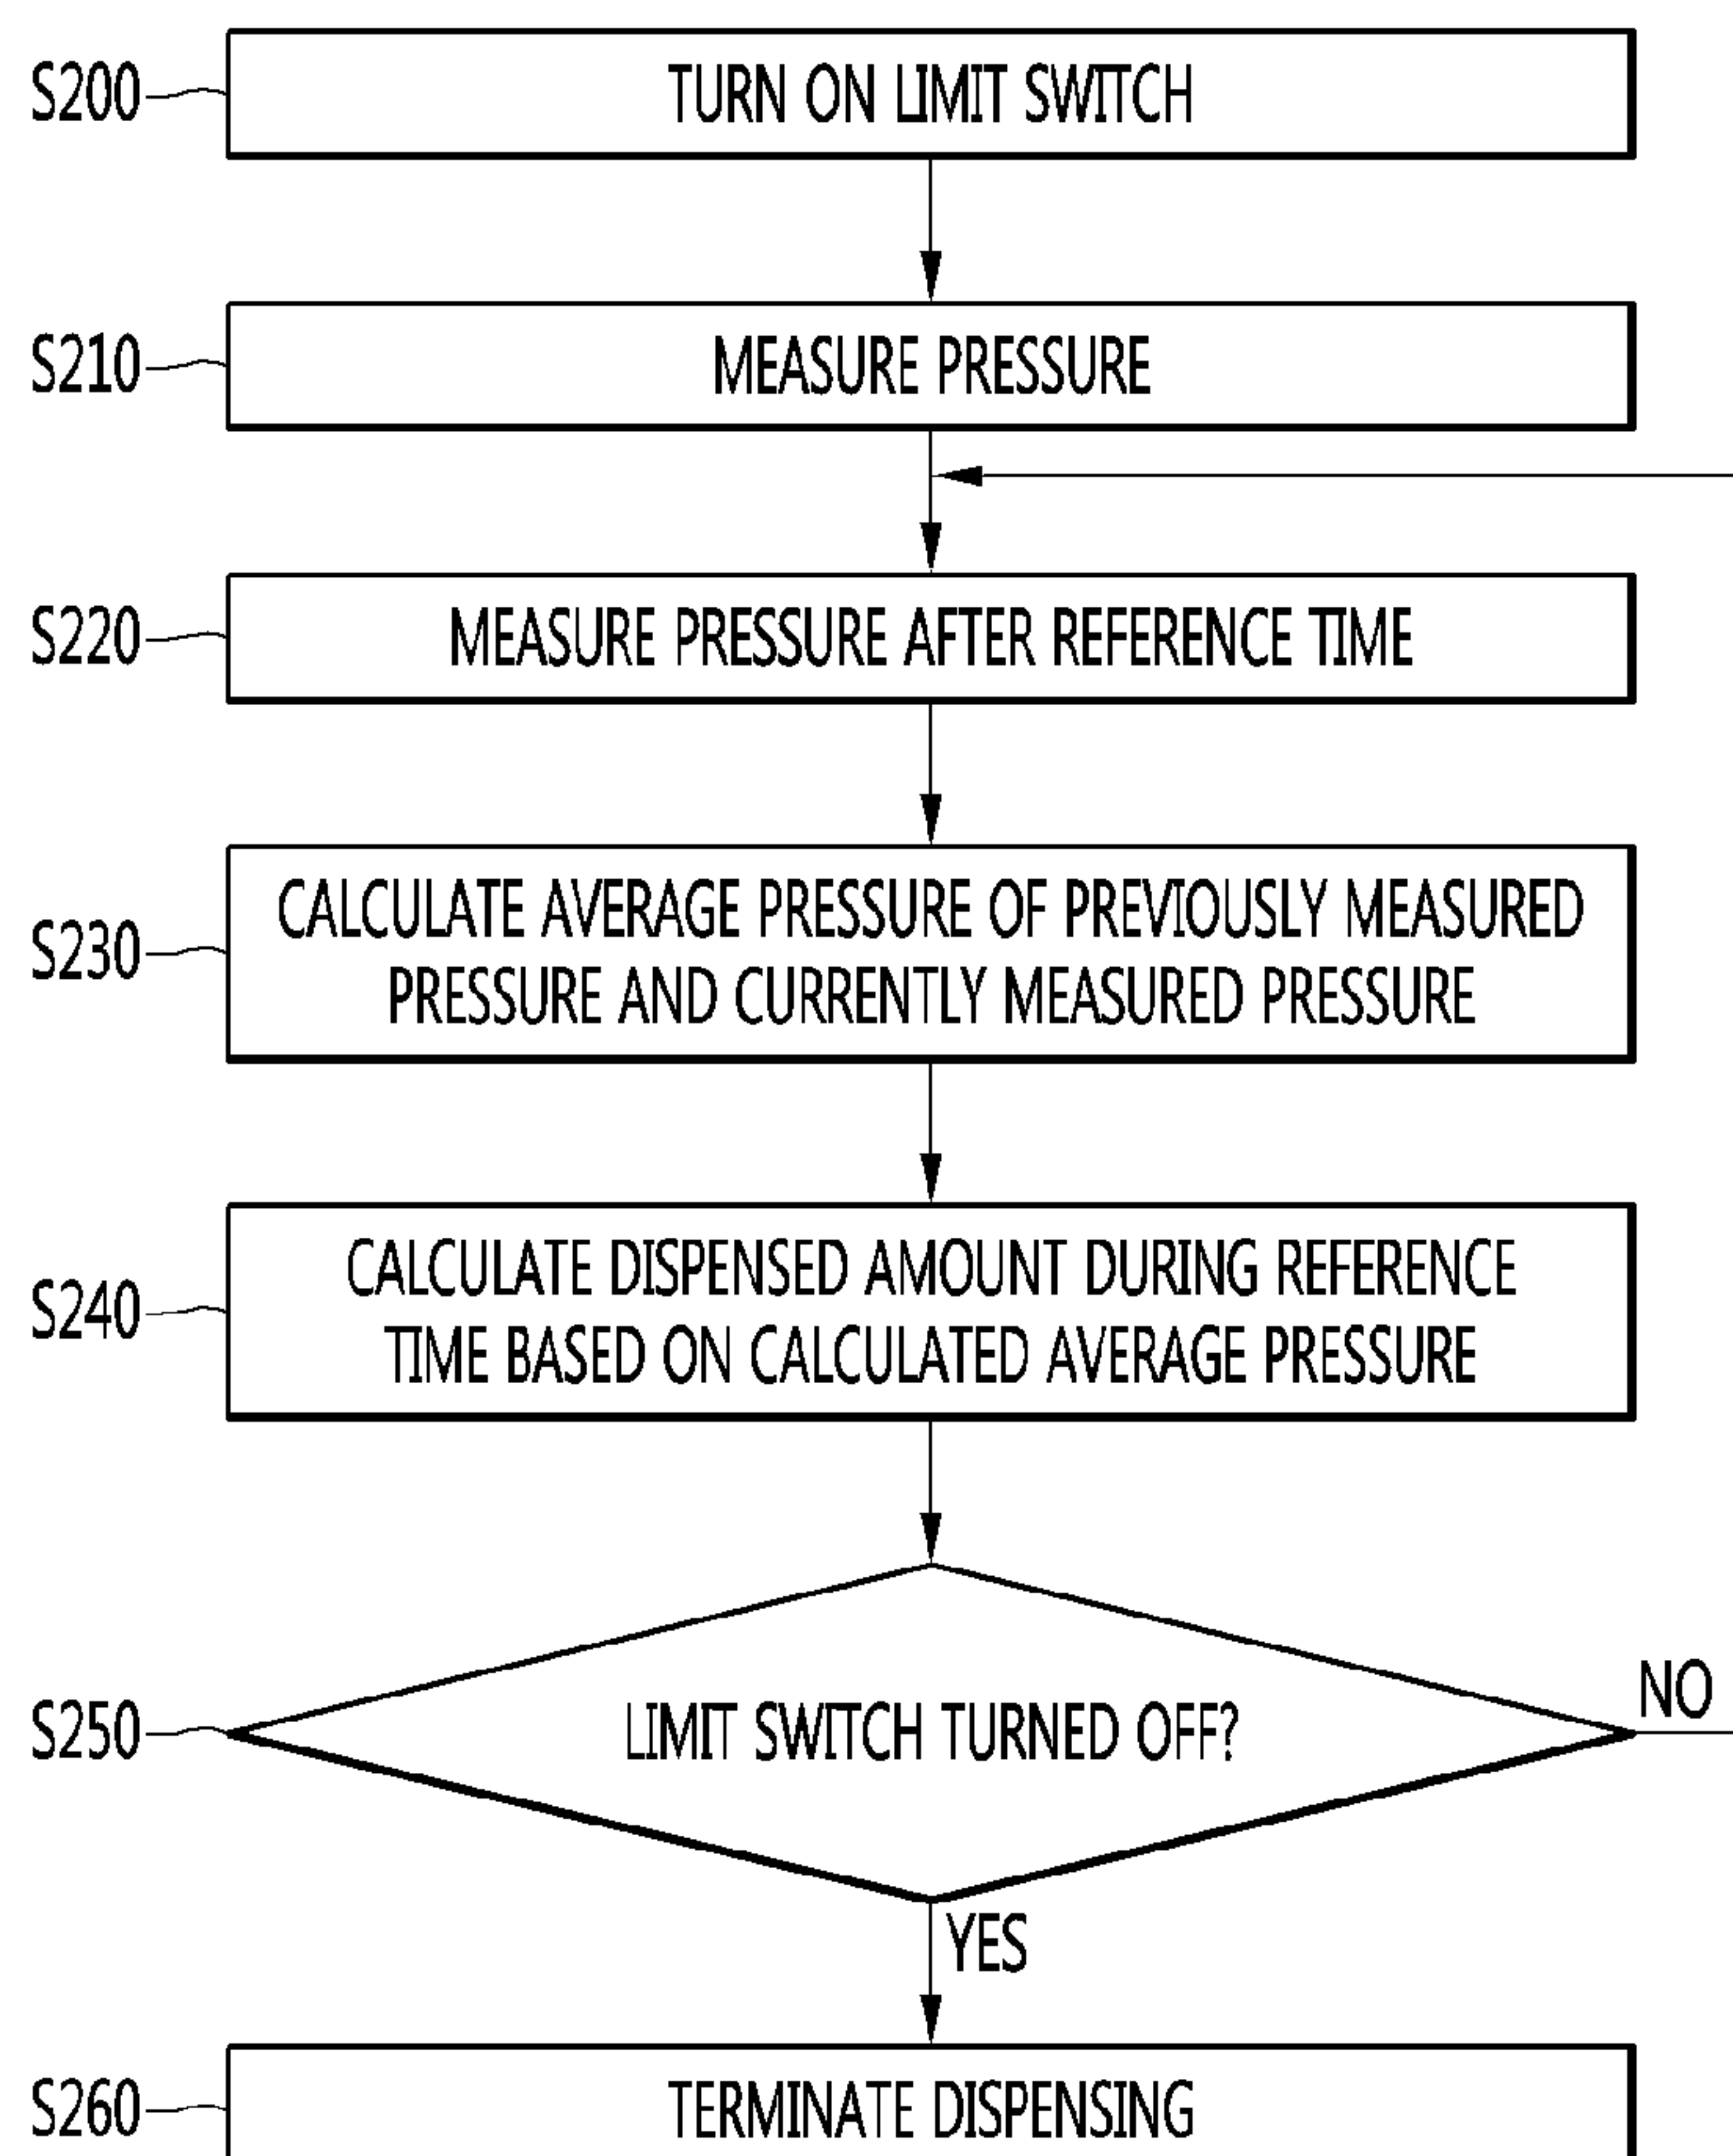 S200 TURN ON LIMIT SWITCH
S210 MEASURE PRESSURE
S220 MEASURE PRESSURE AFTER REFERENCE TIME
S230 CALCULATE AVERAGE PRESSURE OF PREVIOUSLY MEASURED
PRESSURE AND CURRENTLY MEASURED PRESSURE
S240 CALCULATE DISPENSED AMOUNT DURING REFERENCE
TIME BASED ON CALCULATED AVERAGE PRESSURE
S250 LIMIT SWITCH TURNED OFF?
NO
YES
S260 TERMINATE DISPENSING